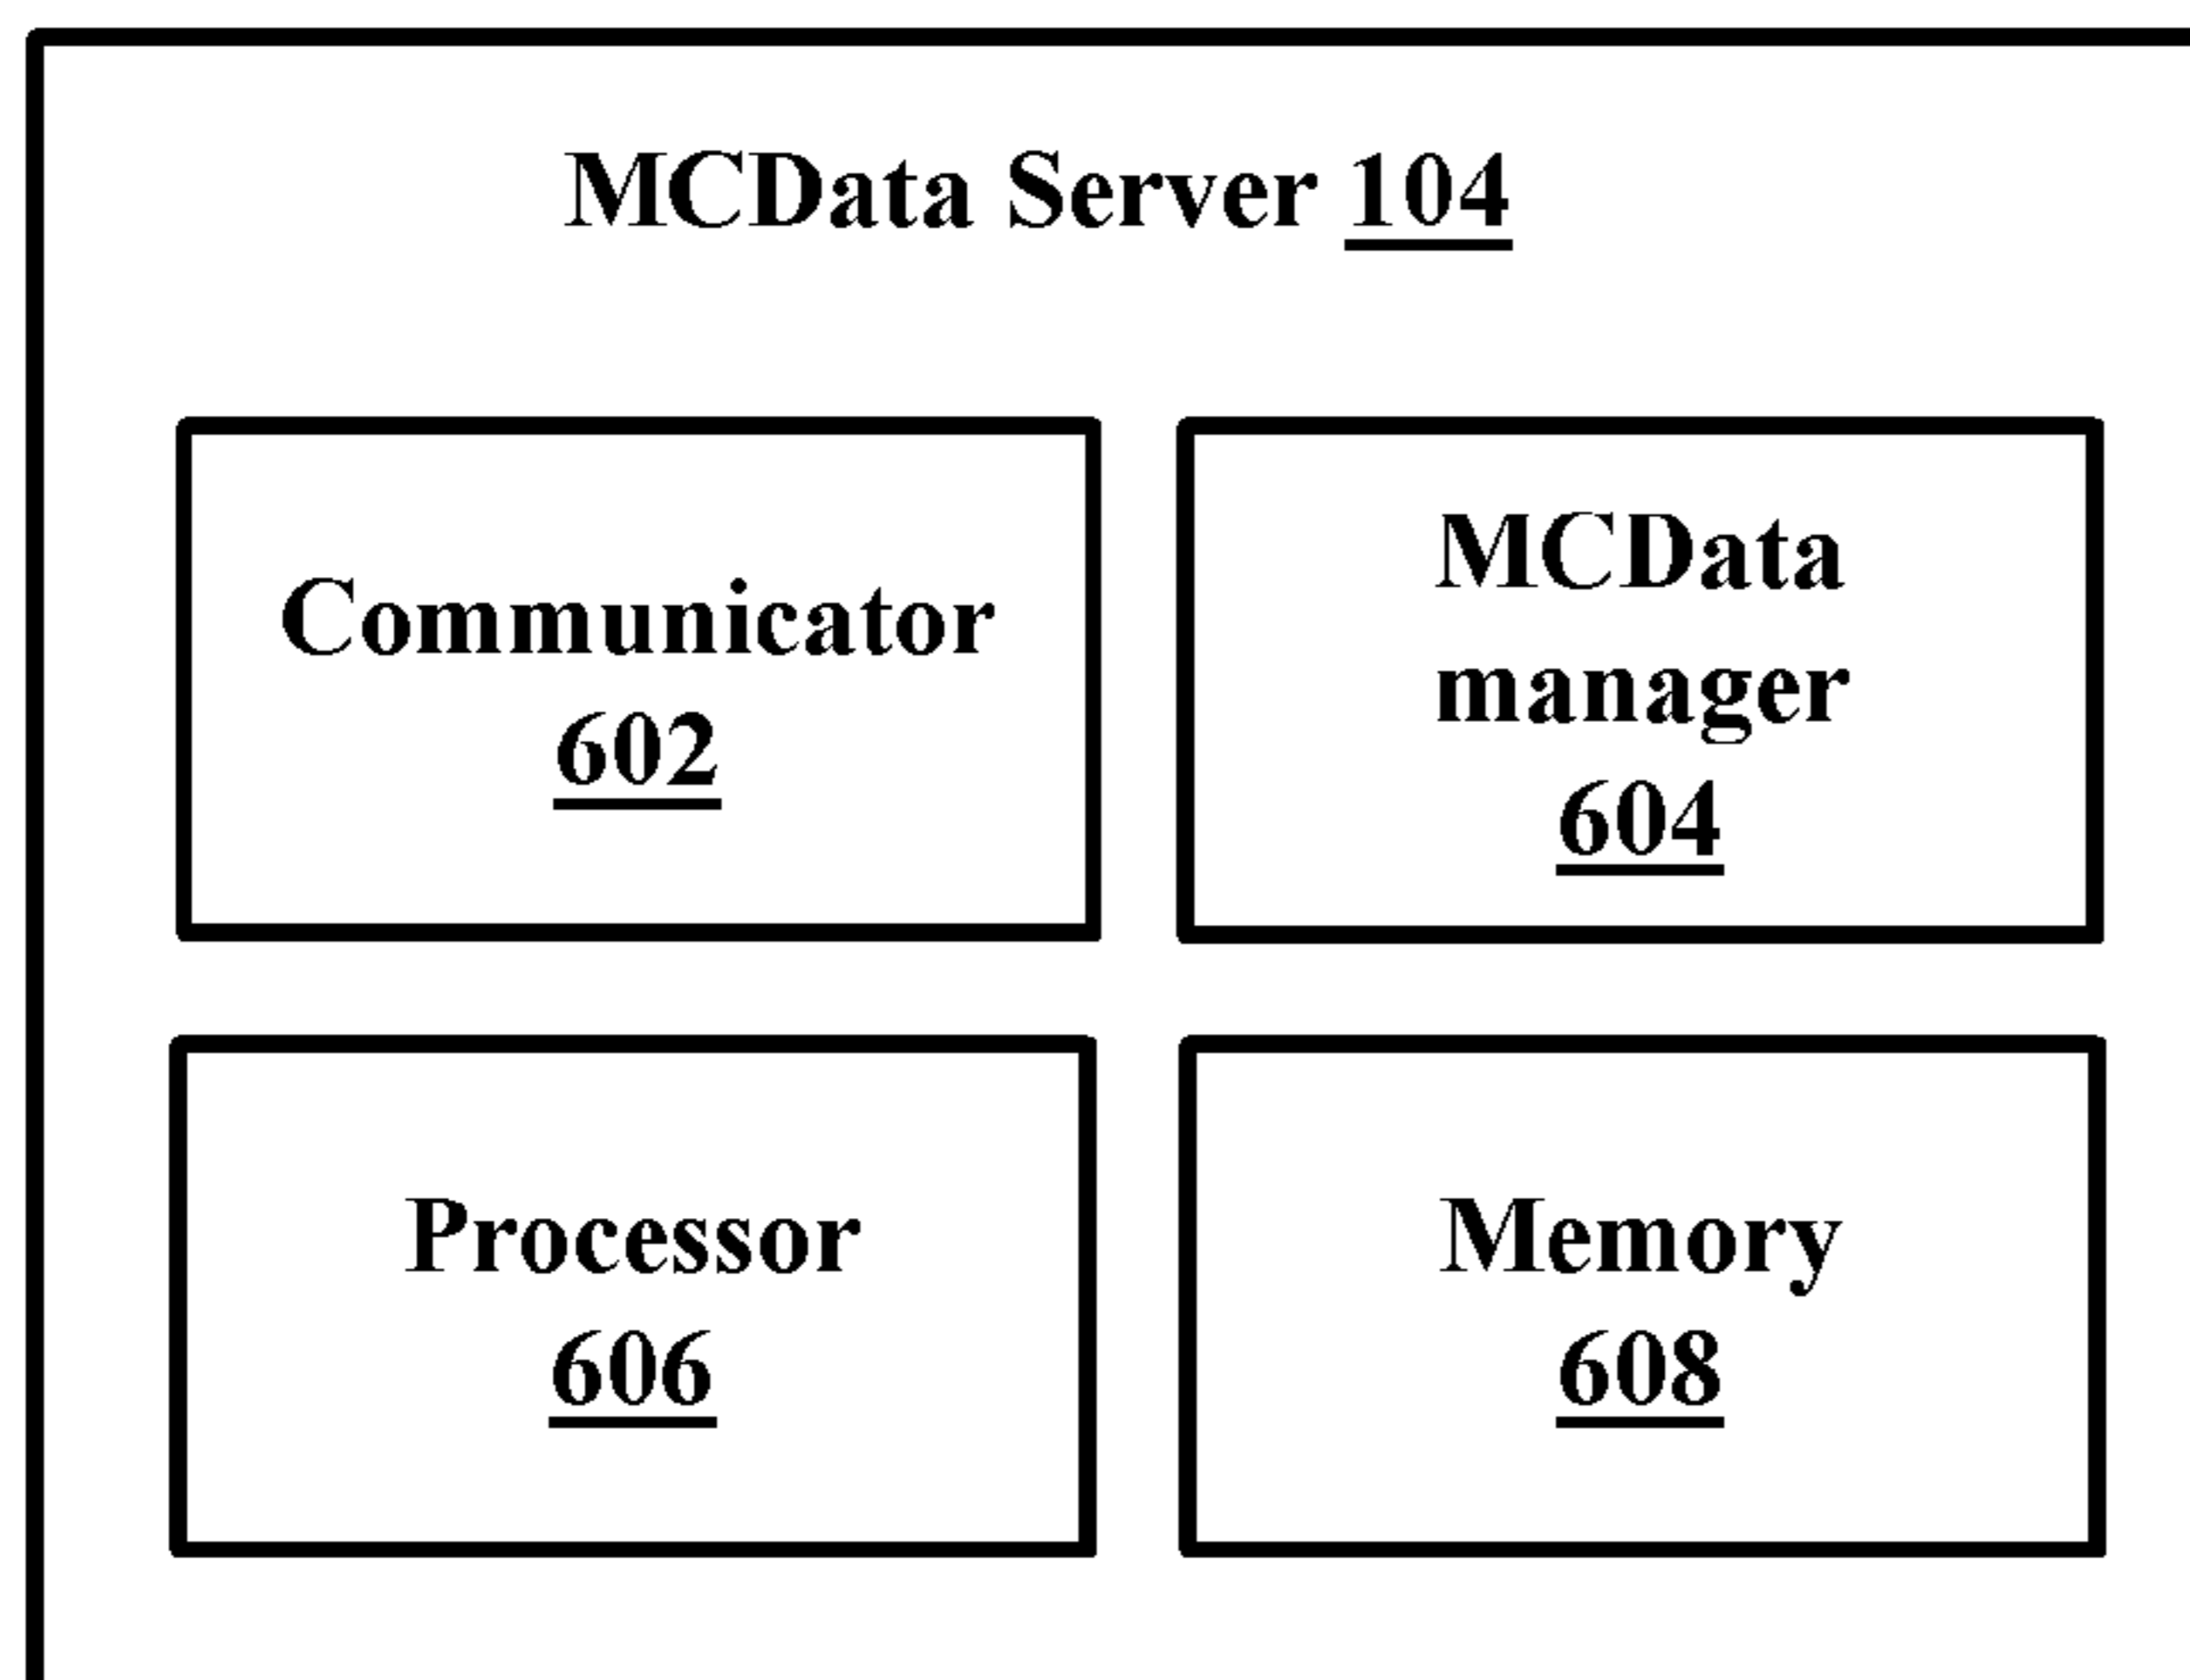 MCData Server 104
Communicator
602
MCData
manager
604
Processor
606
Memory
608